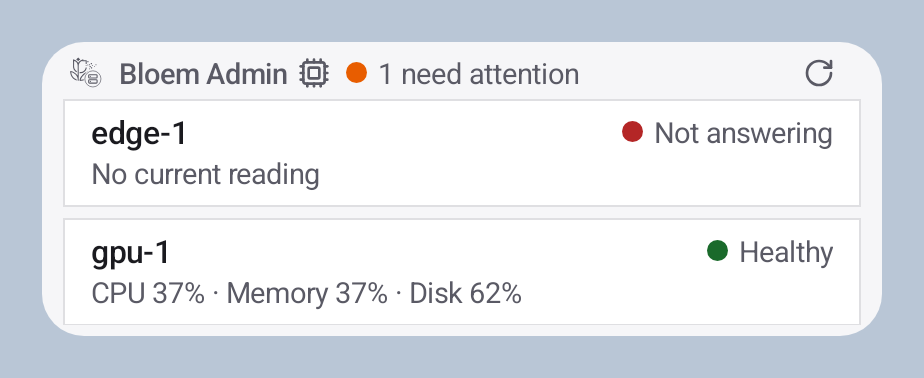 Bloem Admin 1 need attention
edge-1 Not answering
No current reading
gpu-1 Healthy
CPU 37% · Memory 37% · Disk 62%